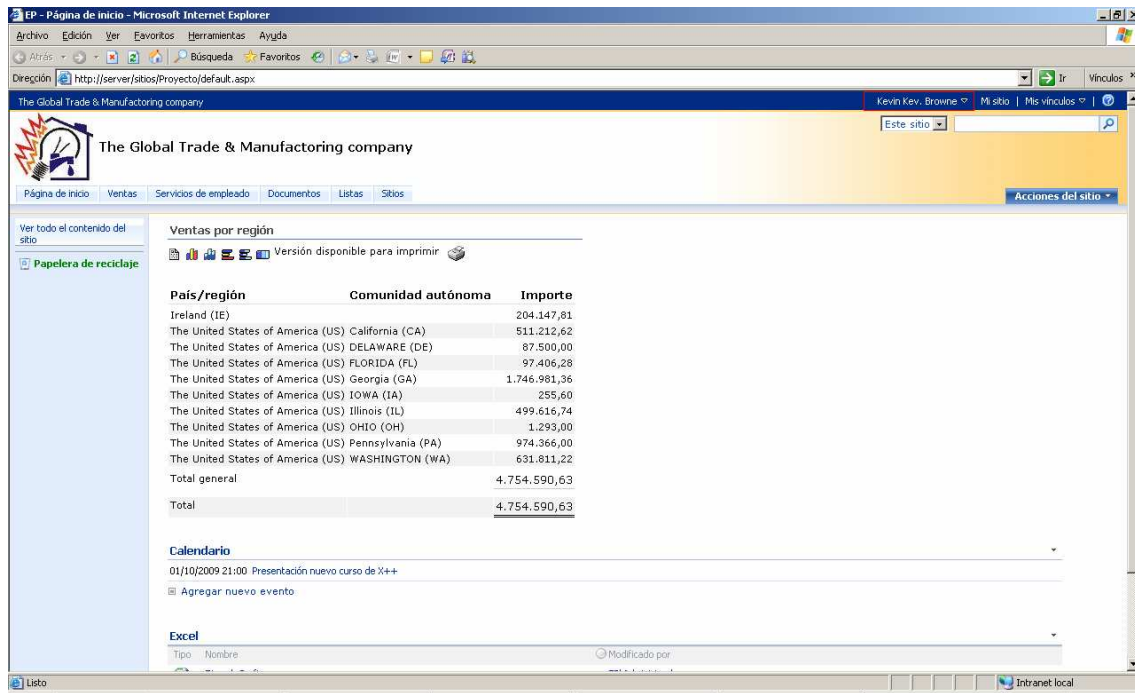 EP - Página de inicio - Microsoft Internet Explorer
Archivo Edición Ver Favoritos Herramientas Ayuda
Atrás Búsqueda Favoritos
Dirección http://server/sitios/Proyecto/default.aspx Ir Vínculos »
The Global Trade & Manufactoring company Kevin Kev. Browne Mi sitio | Mis vínculos |
The Global Trade & Manufactoring company Este sitio
Página de inicio Ventas Servicios de empleado Documentos Listas Sitios Acciones del sitio
Ver todo el contenido del sitio
Papelera de reciclaje
Ventas por región
Versión disponible para imprimir
País/región Comunidad autónoma Importe
Ireland (IE) 204.147,81
The United States of America (US) California (CA) 511.212,62
The United States of America (US) DELAWARE (DE) 87.500,00
The United States of America (US) FLORIDA (FL) 97.406,28
The United States of America (US) Georgia (GA) 1.746.981,36
The United States of America (US) IOWA (IA) 255,60
The United States of America (US) Illinois (IL) 499.616,74
The United States of America (US) OHIO (OH) 1.293,00
The United States of America (US) Pennsylvania (PA) 974.366,00
The United States of America (US) WASHINGTON (WA) 631.811,22
Total general 4.754.590,63
Total 4.754.590,63
Calendario
01/10/2009 21:00 Presentación nuevo curso de X++
Agregar nuevo evento
Excel
Tipo Nombre Modificado por
Listo Intranet local